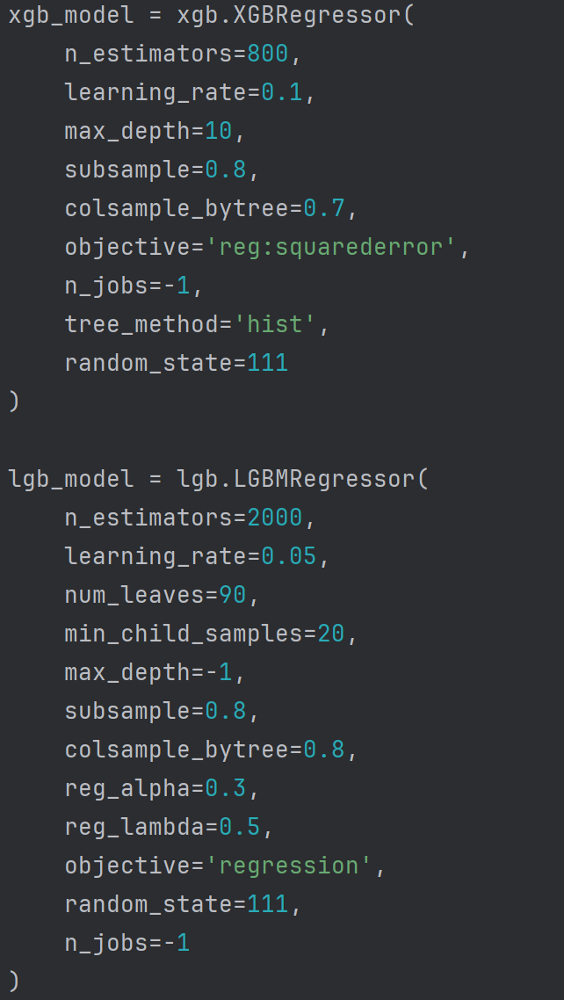 xgb_model = xgb.XGBRegressor(
    n_estimators=800,
    learning_rate=0.1,
    max_depth=10,
    subsample=0.8,
    colsample_bytree=0.7,
    objective='reg:squarederror',
    n_jobs=-1,
    tree_method='hist',
    random_state=111
)

lgb_model = lgb.LGBMRegressor(
    n_estimators=2000,
    learning_rate=0.05,
    num_leaves=90,
    min_child_samples=20,
    max_depth=-1,
    subsample=0.8,
    colsample_bytree=0.8,
    reg_alpha=0.3,
    reg_lambda=0.5,
    objective='regression',
    random_state=111,
    n_jobs=-1
)